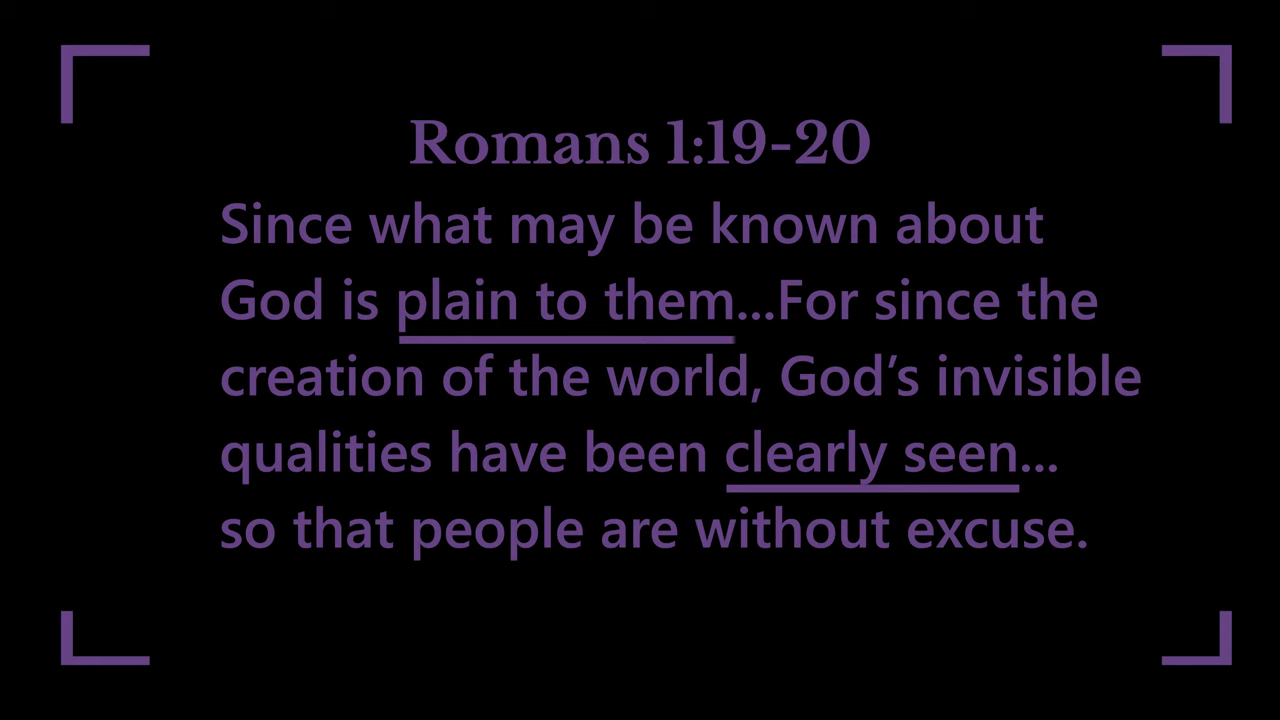 Romans 1:19-20
Since what may be known about
God is plain to them...For since the
creation of the world, God’s invisible
qualities have been clearly seen...
so that people are without excuse.